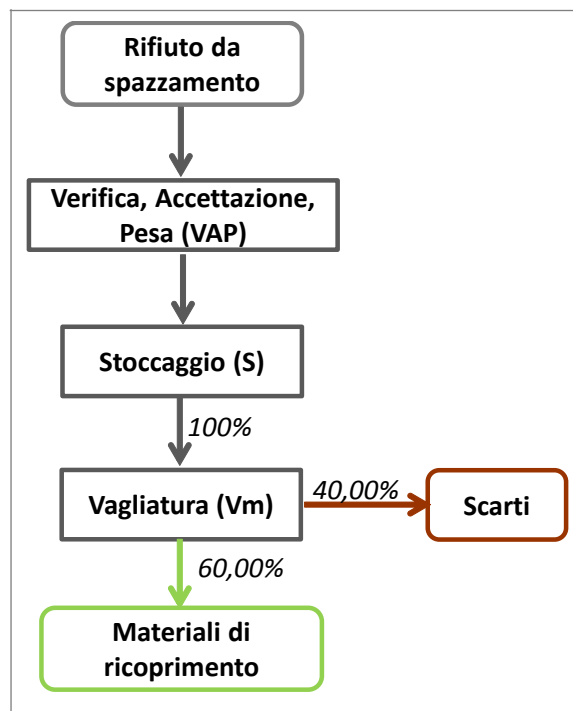 Rifiuto da
spazzamento
Verifica, Accettazione,
Pesa (VAP)
Stoccaggio (S)
100%
Vagliatura (Vm)
40,00%
Scarti
60,00%
Materiali di
ricoprimento